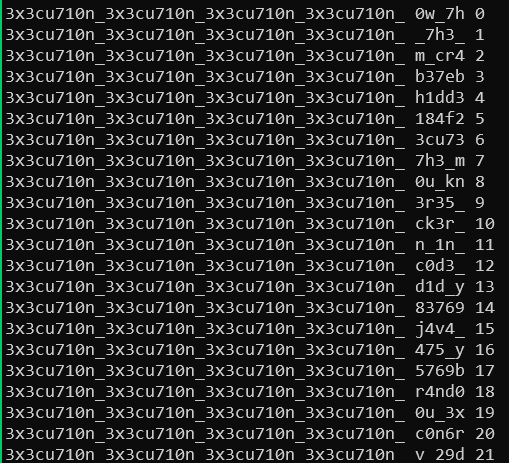 3x3cu710n_3x3cu710n_3x3cu710n_3x3cu710n_ 0w_7h 0
3x3cu710n_3x3cu710n_3x3cu710n_3x3cu710n_ _7h3_ 1
3x3cu710n_3x3cu710n_3x3cu710n_3x3cu710n_ m_cr4 2
3x3cu710n_3x3cu710n_3x3cu710n_3x3cu710n_ b37eb 3
3x3cu710n_3x3cu710n_3x3cu710n_3x3cu710n_ h1dd3 4
3x3cu710n_3x3cu710n_3x3cu710n_3x3cu710n_ 184f2 5
3x3cu710n_3x3cu710n_3x3cu710n_3x3cu710n_ 3cu73 6
3x3cu710n_3x3cu710n_3x3cu710n_3x3cu710n_ 7h3_m 7
3x3cu710n_3x3cu710n_3x3cu710n_3x3cu710n_ 0u_kn 8
3x3cu710n_3x3cu710n_3x3cu710n_3x3cu710n_ 3r35_ 9
3x3cu710n_3x3cu710n_3x3cu710n_3x3cu710n_ ck3r_ 10
3x3cu710n_3x3cu710n_3x3cu710n_3x3cu710n_ n_1n_ 11
3x3cu710n_3x3cu710n_3x3cu710n_3x3cu710n_ c0d3_ 12
3x3cu710n_3x3cu710n_3x3cu710n_3x3cu710n_ d1d_y 13
3x3cu710n_3x3cu710n_3x3cu710n_3x3cu710n_ 83769 14
3x3cu710n_3x3cu710n_3x3cu710n_3x3cu710n_ j4v4_ 15
3x3cu710n_3x3cu710n_3x3cu710n_3x3cu710n_ 475_y 16
3x3cu710n_3x3cu710n_3x3cu710n_3x3cu710n_ 5769b 17
3x3cu710n_3x3cu710n_3x3cu710n_3x3cu710n_ r4nd0 18
3x3cu710n_3x3cu710n_3x3cu710n_3x3cu710n_ 0u_3x 19
3x3cu710n_3x3cu710n_3x3cu710n_3x3cu710n_ c0n6r 20
3x3cu710n_3x3cu710n_3x3cu710n_3x3cu710n_ v_29d 21